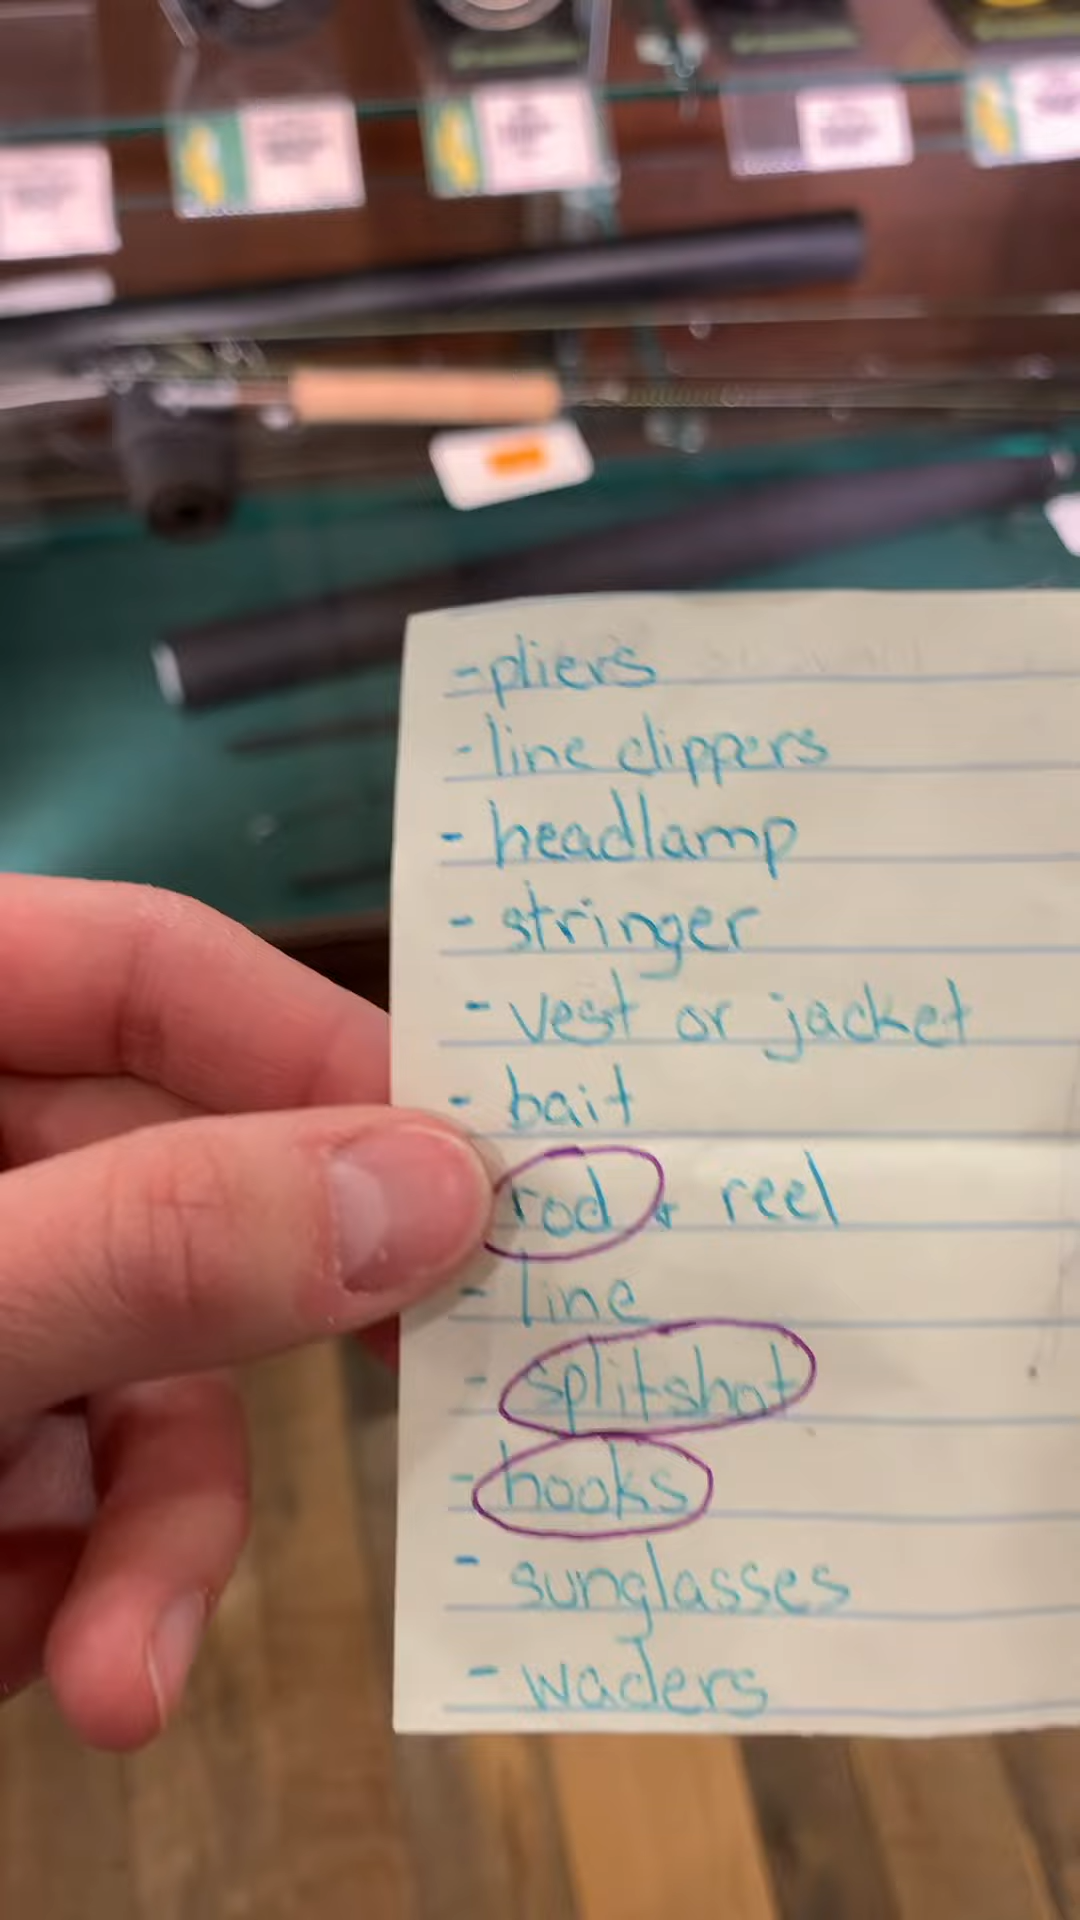 - pliers
- line clippers
- headlamp
- stringer
- vest or jacket
- bait
rod + reel
- line
- splitshot
- hooks
- sunglasses
- waders